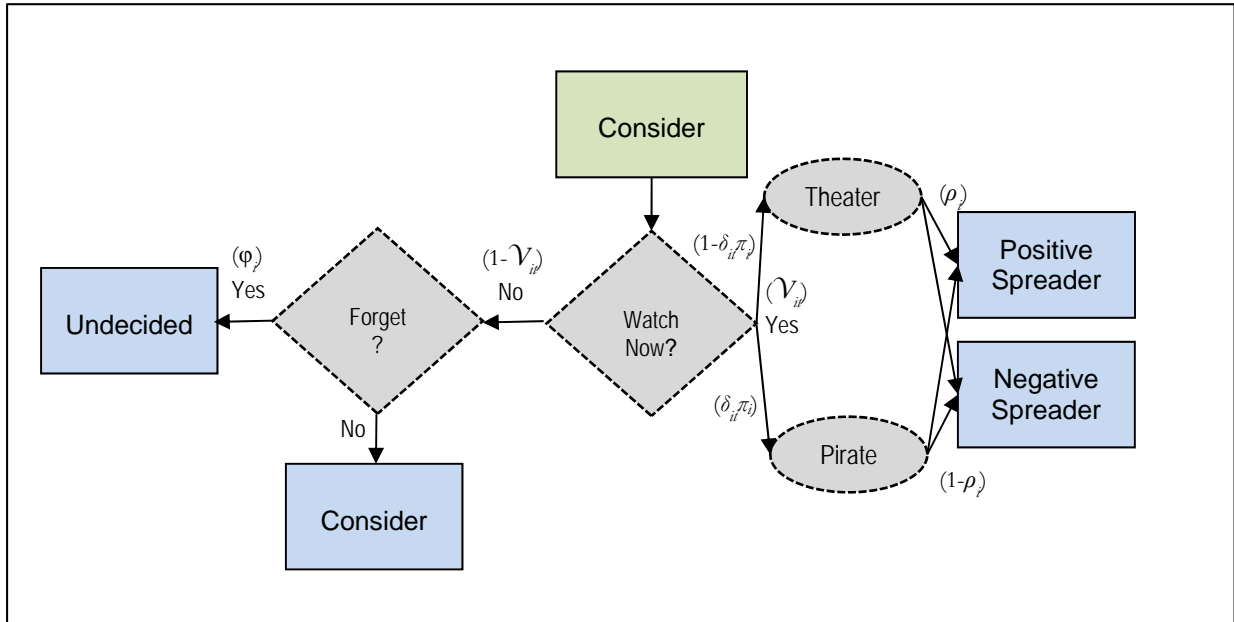 Consider
Theater
(ρᵢ)
Positive
Spreader
(1-δᵢₜπᵢ)
(φᵢ)
Yes
(1-𝒱ᵢₜ)
No
(𝒱ᵢₜ)
Yes
Undecided
Forget
?
Watch
Now?
Negative
Spreader
(δᵢₜπᵢ)
No
Pirate
(1-ρᵢ)
Consider